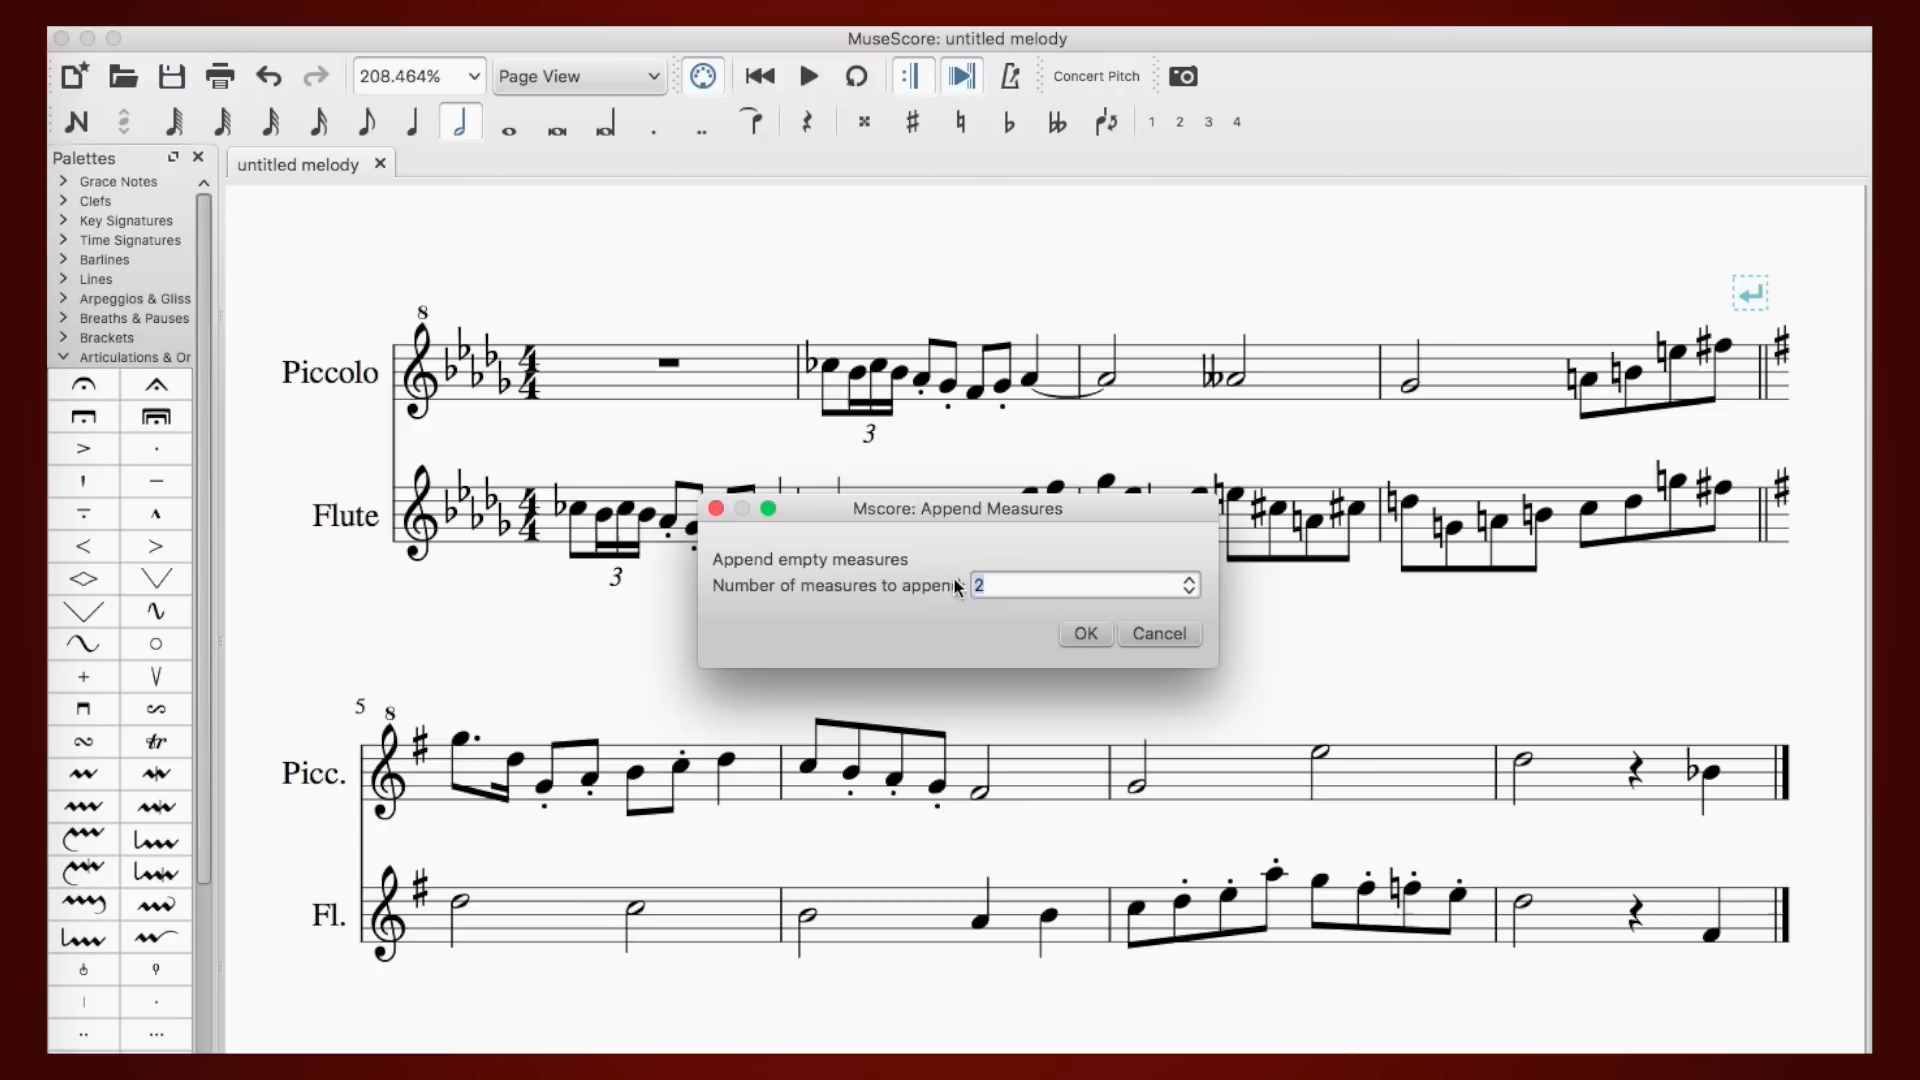 MuseScore: untitled melody
208.464%
Page View
Concert Pitch
1 2 3 4
Palettes
untitled melody
Grace Notes
Clefs
Key Signatures
Time Signatures
Barlines
Lines
Arpeggios & Gliss
Breaths & Pauses
Brackets
Articulations & Or
8
Piccolo
3
Flute
3
Mscore: Append Measures
Append empty measures
Number of measures to append
2
OK
Cancel
5
8
Picc.
Fl.